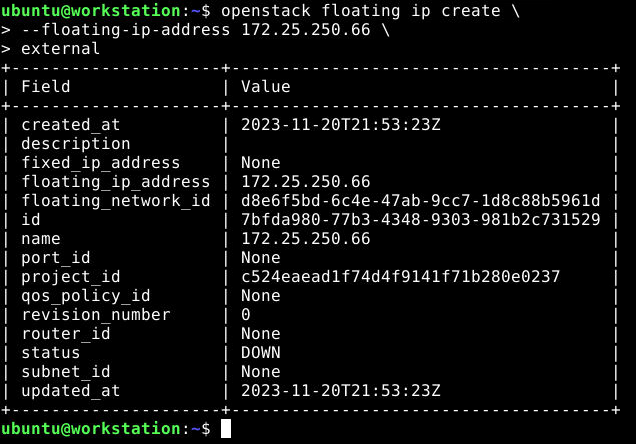 ubuntu@workstation:~$ openstack floating ip create \
> --floating-ip-address 172.25.250.66 \
> external
+---------------------+--------------------------------------+
| Field               | Value                                |
+---------------------+--------------------------------------+
| created_at          | 2023-11-20T21:53:23Z                 |
| description         |                                      |
| fixed_ip_address    | None                                 |
| floating_ip_address | 172.25.250.66                        |
| floating_network_id | d8e6f5bd-6c4e-47ab-9cc7-1d8c88b5961d |
| id                  | 7bfda980-77b3-4348-9303-981b2c731529 |
| name                | 172.25.250.66                        |
| port_id             | None                                 |
| project_id          | c524eaead1f74d4f9141f71b280e0237     |
| qos_policy_id       | None                                 |
| revision_number     | 0                                    |
| router_id           | None                                 |
| status              | DOWN                                 |
| subnet_id           | None                                 |
| updated_at          | 2023-11-20T21:53:23Z                 |
+---------------------+--------------------------------------+
ubuntu@workstation:~$